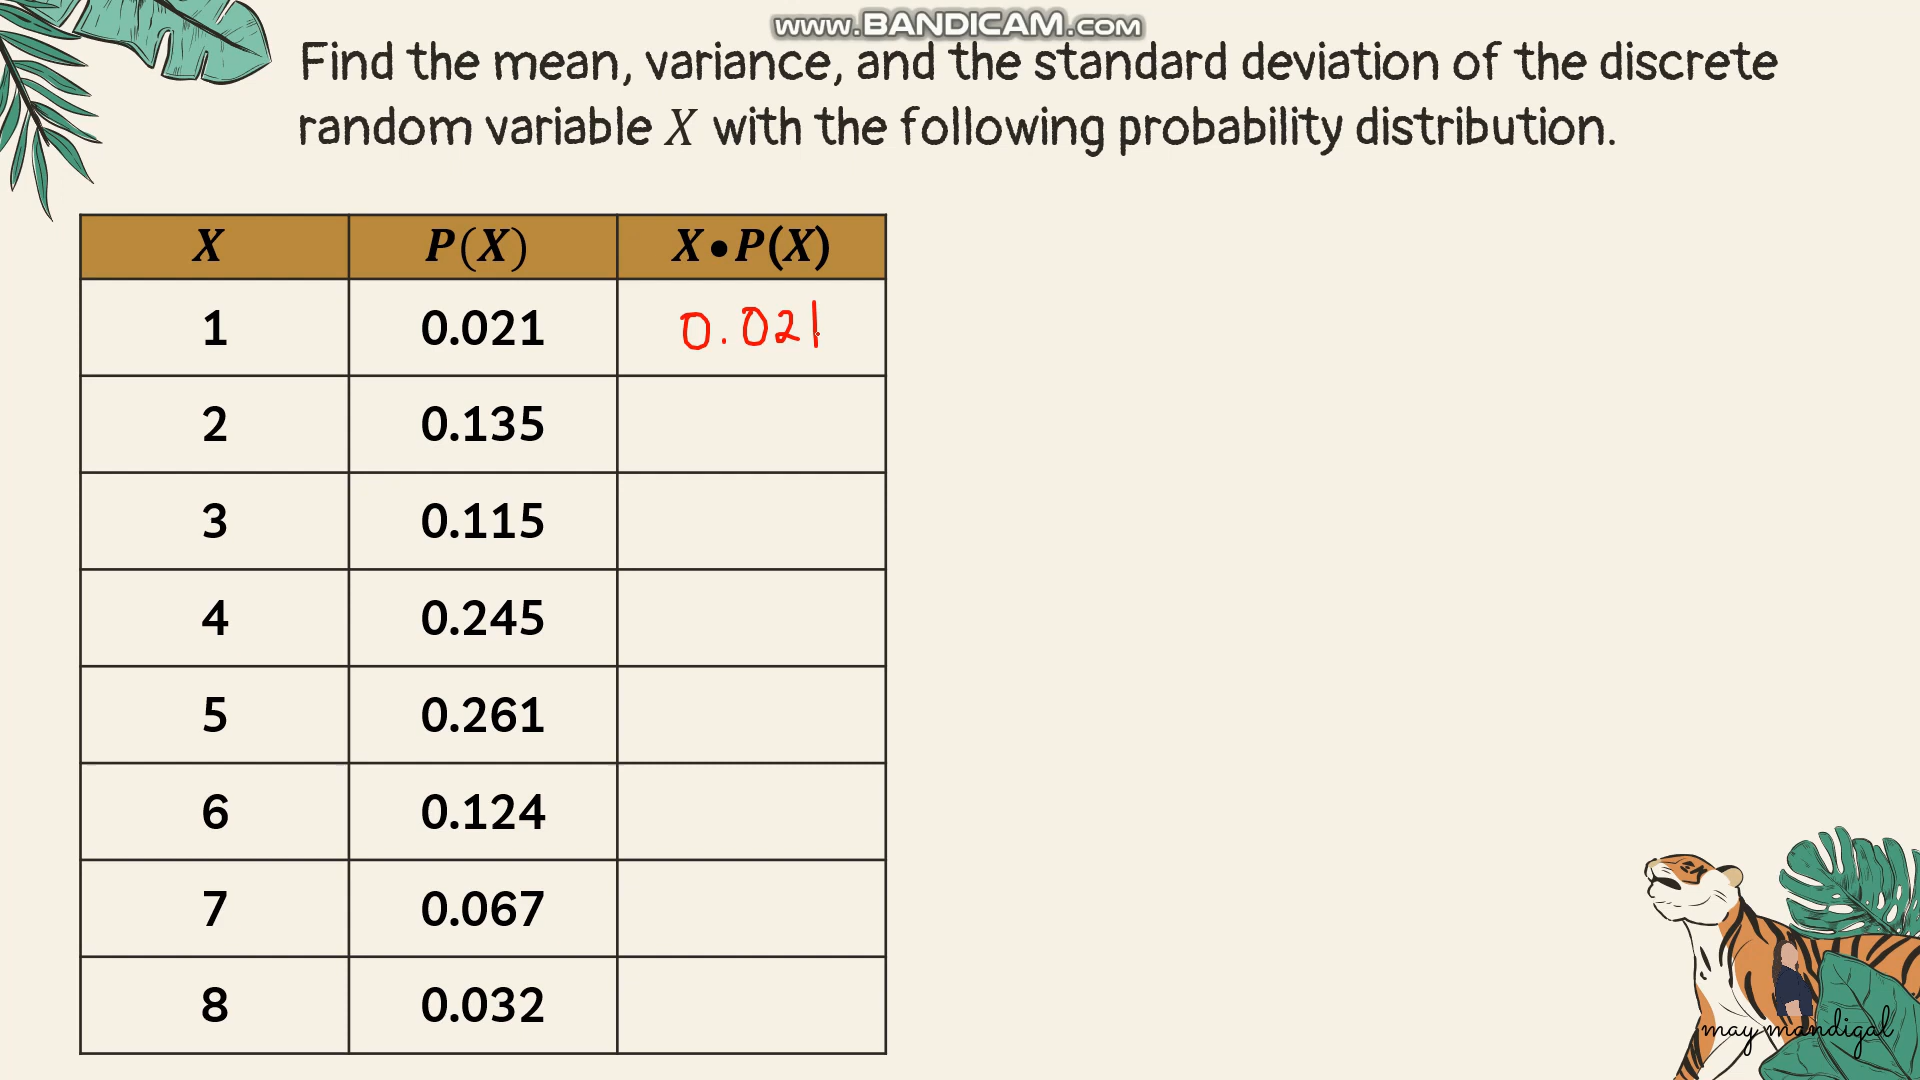 www.BANDICAM.com
Find the mean, variance, and the standard deviation of the discrete
random variable X with the following probability distribution.
X P(X) X•P(X)
1 0.021 0.021
2 0.135
3 0.115
4 0.245
5 0.261
6 0.124
7 0.067
8 0.032
may mandigal